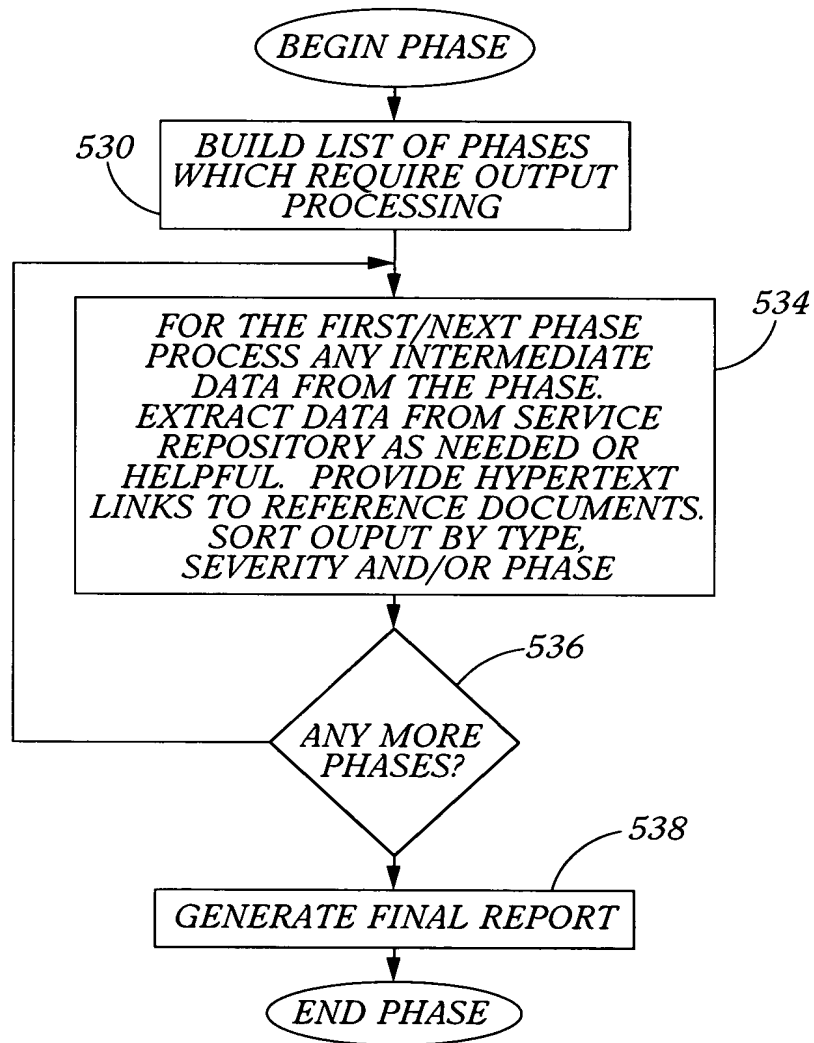 BEGIN PHASE
530
BUILD LIST OF PHASES
WHICH REQUIRE OUTPUT
PROCESSING
534
FOR THE FIRST/NEXT PHASE
PROCESS ANY INTERMEDIATE
DATA FROM THE PHASE.
EXTRACT DATA FROM SERVICE
REPOSITORY AS NEEDED OR
HELPFUL. PROVIDE HYPERTEXT
LINKS TO REFERENCE DOCUMENTS.
SORT OUPUT BY TYPE,
SEVERITY AND/OR PHASE
536
ANY MORE
PHASES?
538
GENERATE FINAL REPORT
END PHASE